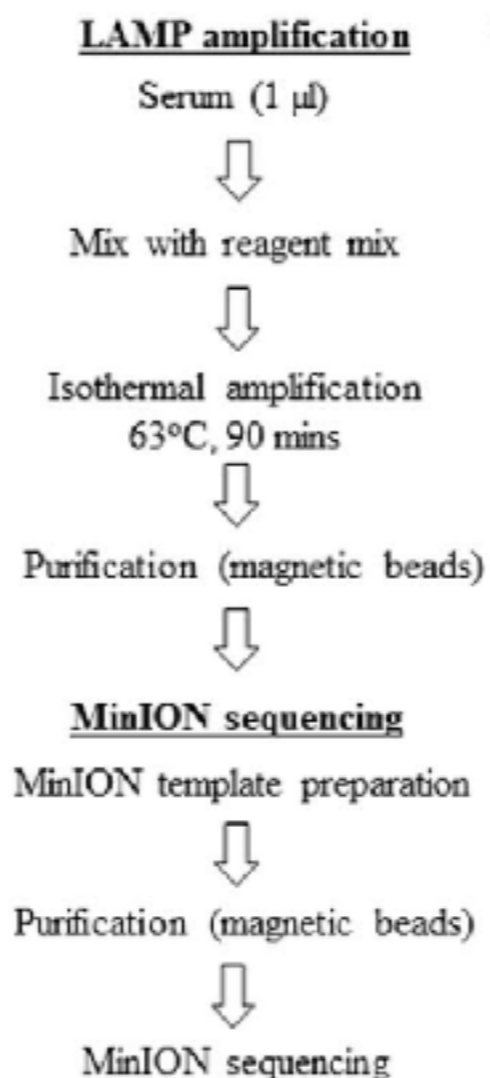 LAMP amplification
Serum (1 µl)
Mix with reagent mix
Isothermal amplification
63°C, 90 mins
Purification (magnetic beads)
MinION sequencing
MinION template preparation
Purification (magnetic beads)
MinION sequencing